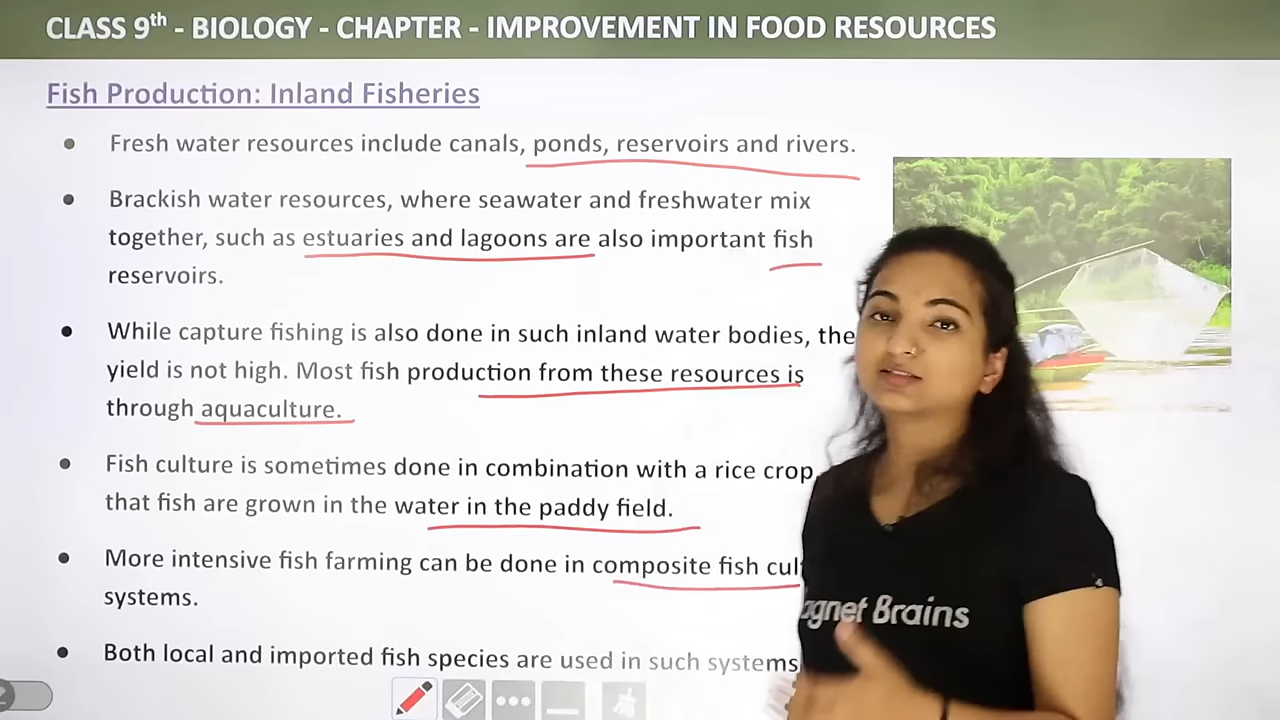 CLASS 9th - BIOLOGY - CHAPTER - IMPROVEMENT IN FOOD RESOURCES
Fish Production: Inland Fisheries
• Fresh water resources include canals, ponds, reservoirs and rivers.
• Brackish water resources, where seawater and freshwater mix
together, such as estuaries and lagoons are also important fish
reservoirs.
• While capture fishing is also done in such inland water bodies, the
yield is not high. Most fish production from these resources is
through aquaculture.
• Fish culture is sometimes done in combination with a rice crop,
that fish are grown in the water in the paddy field.
• More intensive fish farming can be done in composite fish cul
systems.
• Both local and imported fish species are used in such systems
agnet Brains